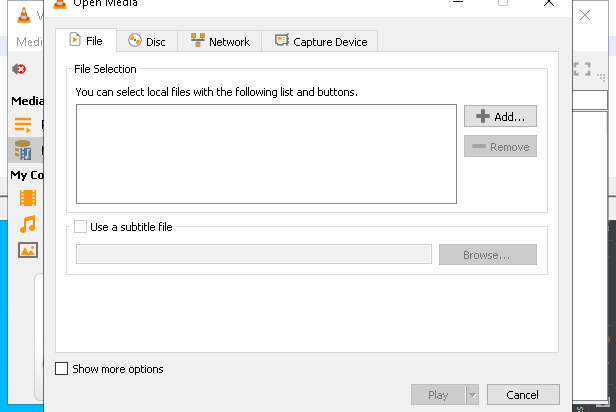 Open Media
Medi
File
Disc
Network
Capture Device
File Selection
You can select local files with the following list and buttons.
Add...
Remove
Media
My Co
Use a subtitle file
Browse...
Show more options
Play
Cancel